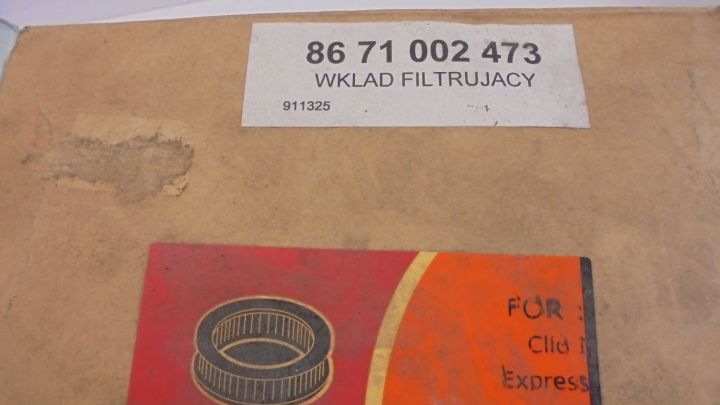 86 71 002 473
WKLAD FILTRUJACY
911325
FOR :
Clio
Express